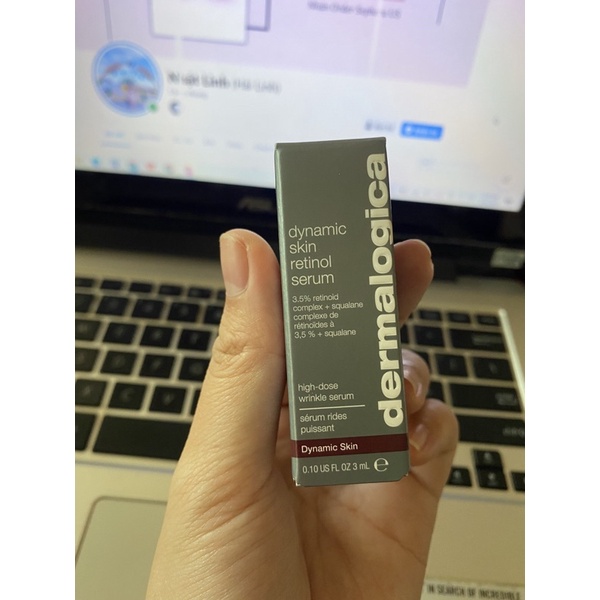 dynamic
skin
retinol
serum
3.5% retinoid
complex + squalane
complexe de
rétinoïdes à
3,5 % + squalane
high-dose
wrinkle serum
sérum rides
puissant
Dynamic Skin
0.10 US FL OZ 3 mL ℮
dermalogica
IN SEARCH OF INCREDIBLE